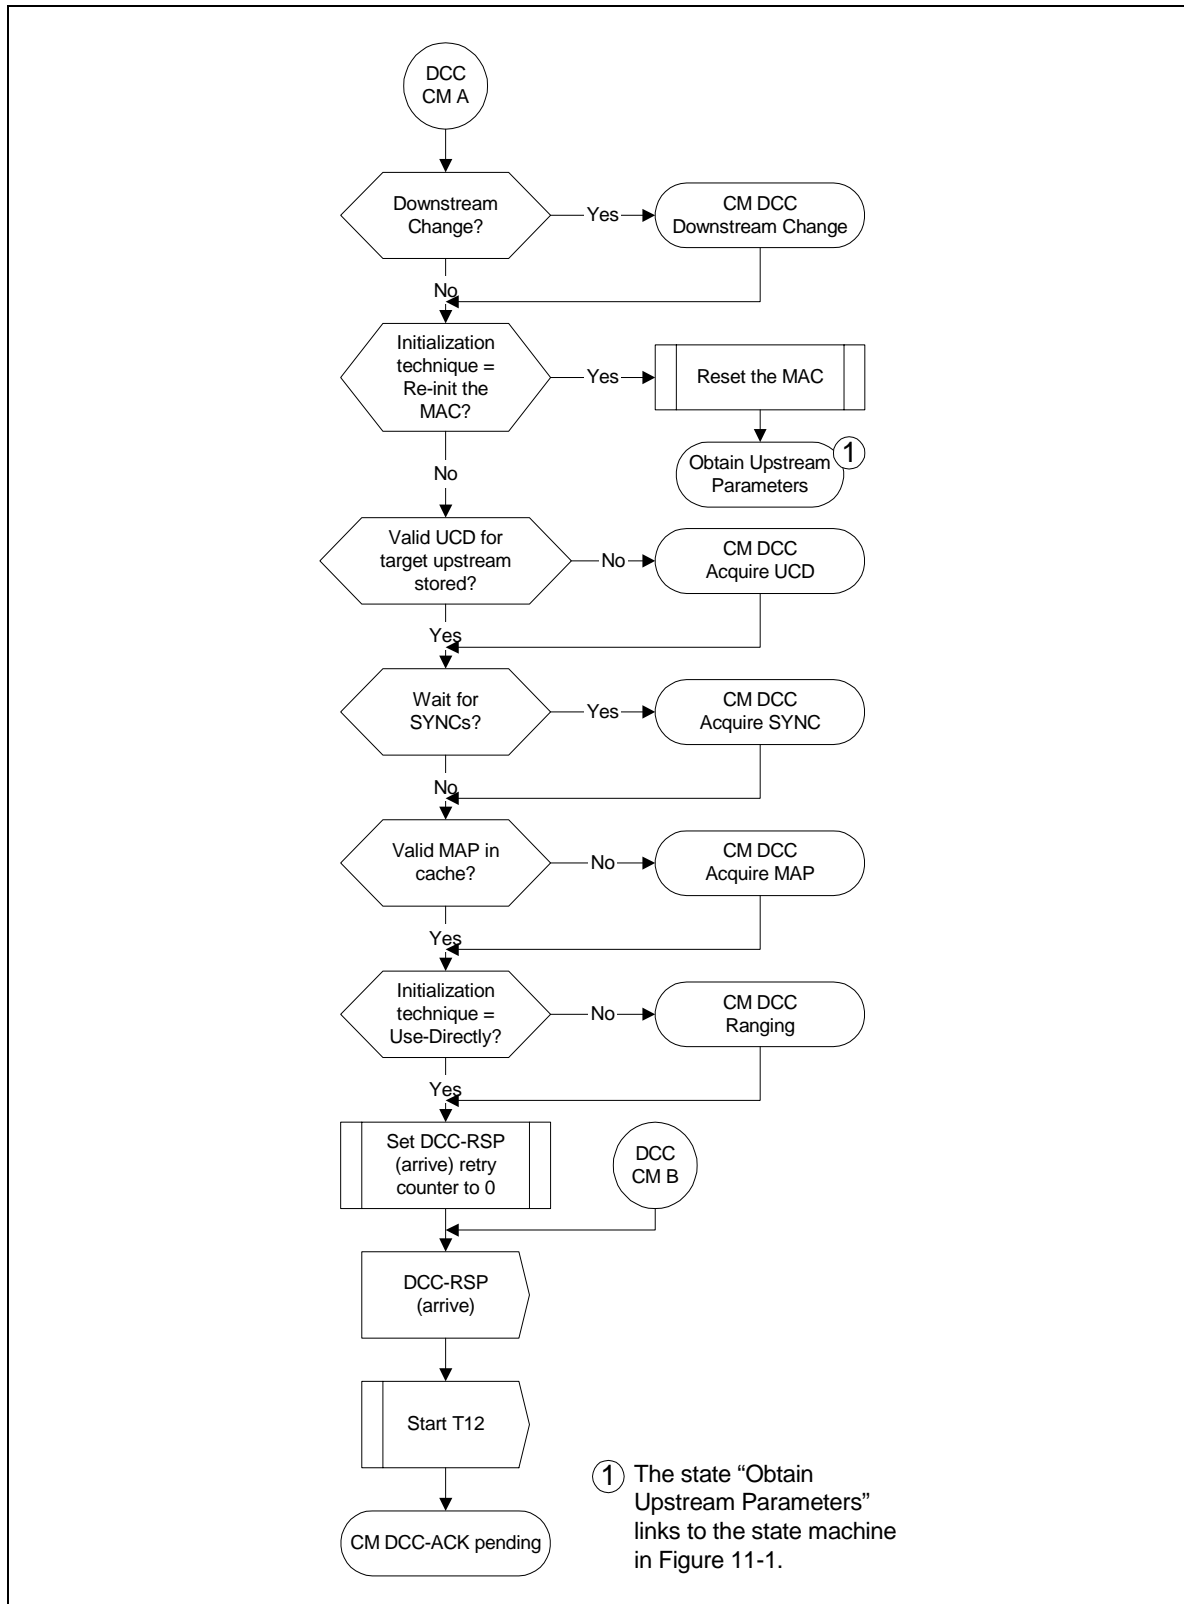 DCC
CM A
Downstream
Change?
Yes
CM DCC
Downstream Change
No
Initialization
technique =
Re-init the
MAC?
Yes
Reset the MAC
No
Obtain Upstream
Parameters
1
Valid UCD for
target upstream
stored?
No
CM DCC
Acquire UCD
Yes
Wait for
SYNCs?
Yes
CM DCC
Acquire SYNC
No
Valid MAP in
cache?
No
CM DCC
Acquire MAP
Yes
Initialization
technique =
Use-Directly?
No
CM DCC
Ranging
Yes
Set DCC-RSP
(arrive) retry
counter to 0
DCC
CM B
DCC-RSP
(arrive)
Start T12
CM DCC-ACK pending
1 The state “Obtain
Upstream Parameters”
links to the state machine
in Figure 11-1.